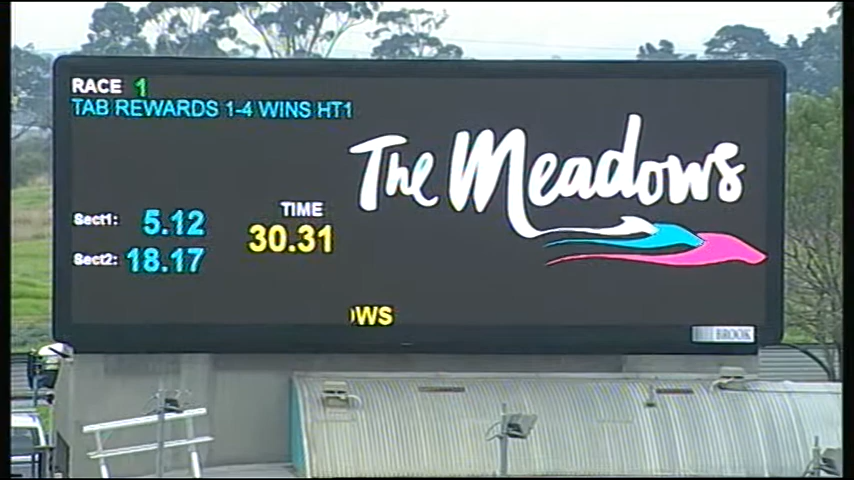 RACE 1
TAB REWARDS 1-4 WINS HT1
The Meadows
TIME
Sect1: 5.12
30.31
Sect2: 18.17
OWS
BROOK